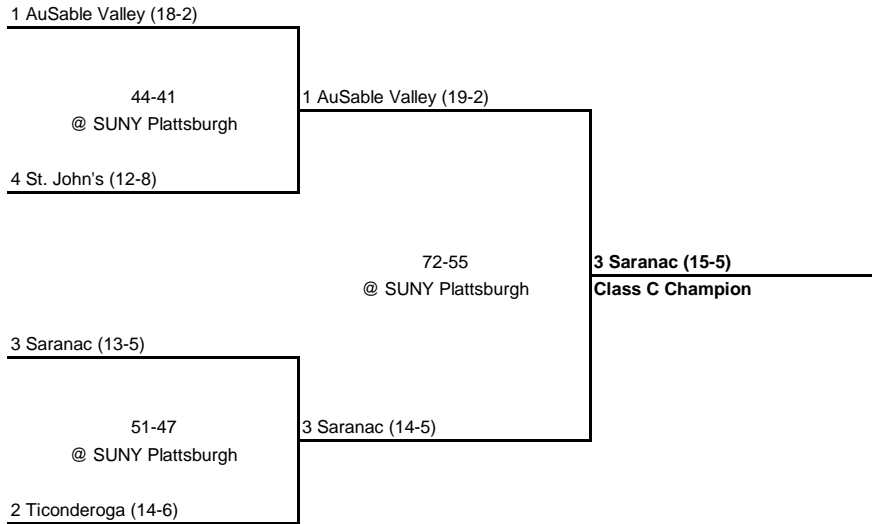 1 AuSable Valley (18-2)
44-41
@ SUNY Plattsburgh
1 AuSable Valley (19-2)
4 St. John's (12-8)
72-55
@ SUNY Plattsburgh
3 Saranac (15-5)
Class C Champion
3 Saranac (13-5)
51-47
@ SUNY Plattsburgh
3 Saranac (14-5)
2 Ticonderoga (14-6)